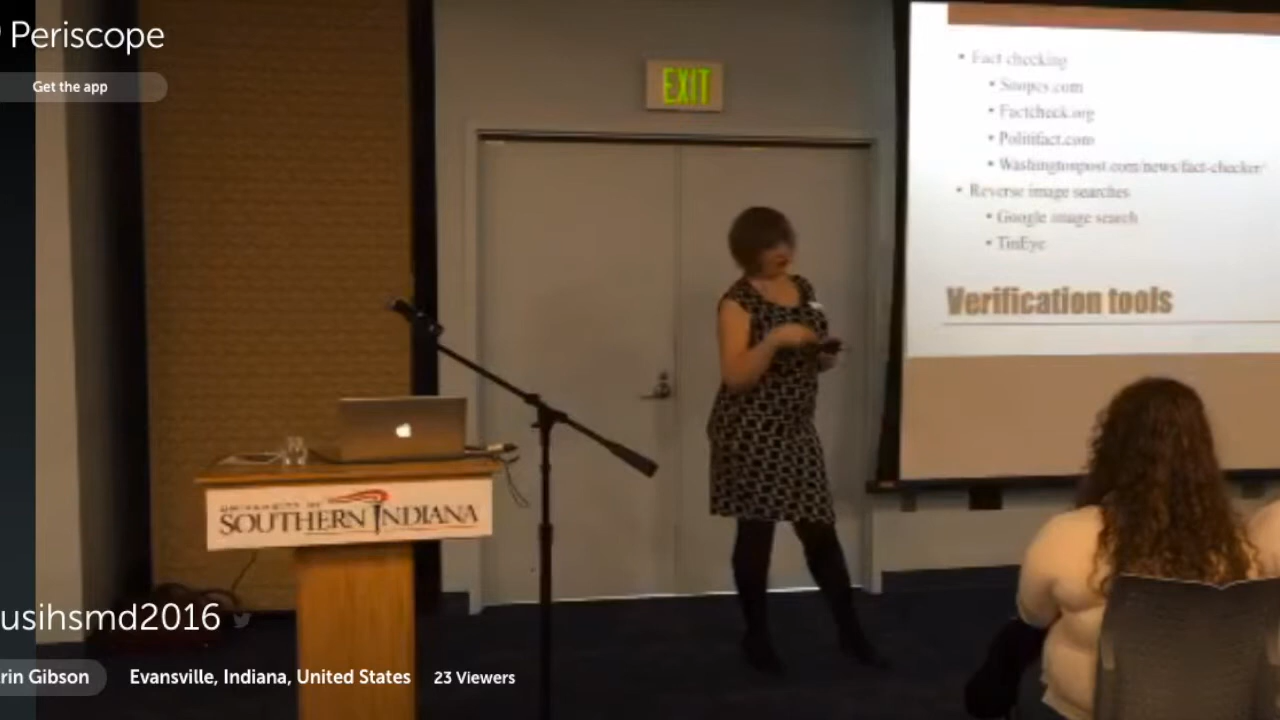 Periscope
Get the app
EXIT
• Fact checking
• Snopes.com
• Factcheck.org
• Politifact.com
• Washingtonpost.com/news/fact-checker/
• Reverse image searches
• Google image search
• TinEye
Verification tools
UNIVERSITY OF
SOUTHERN INDIANA
usihsmd2016
rin Gibson
Evansville, Indiana, United States
23 Viewers